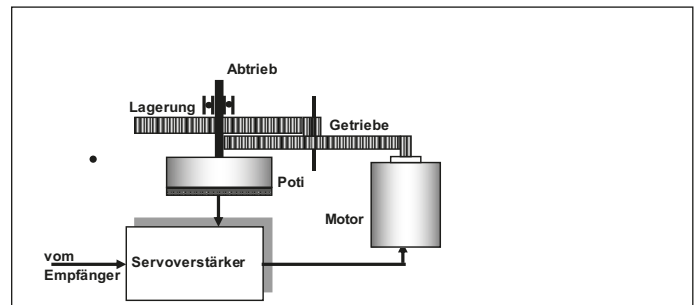 Abtrieb
Lagerung
Getriebe
Poti
Motor
vom
Empfänger
Servoverstärker